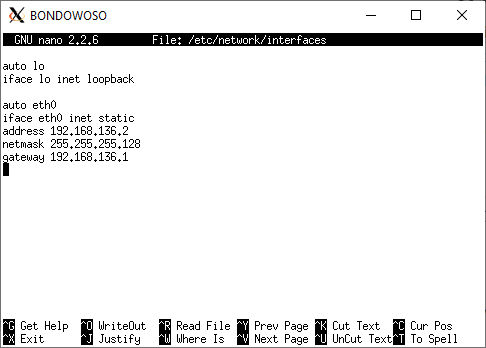 BONDOWOSO
GNU nano 2.2.6 File: /etc/network/interfaces
auto lo
iface lo inet loopback
auto eth0
iface eth0 inet static
address 192.168.136.2
netmask 255.255.255.128
gateway 192.168.136.1
^G Get Help ^O WriteOut ^R Read File ^Y Prev Page ^K Cut Text ^C Cur Pos
^X Exit ^J Justify ^W Where Is ^V Next Page ^U UnCut Text ^T To Spell